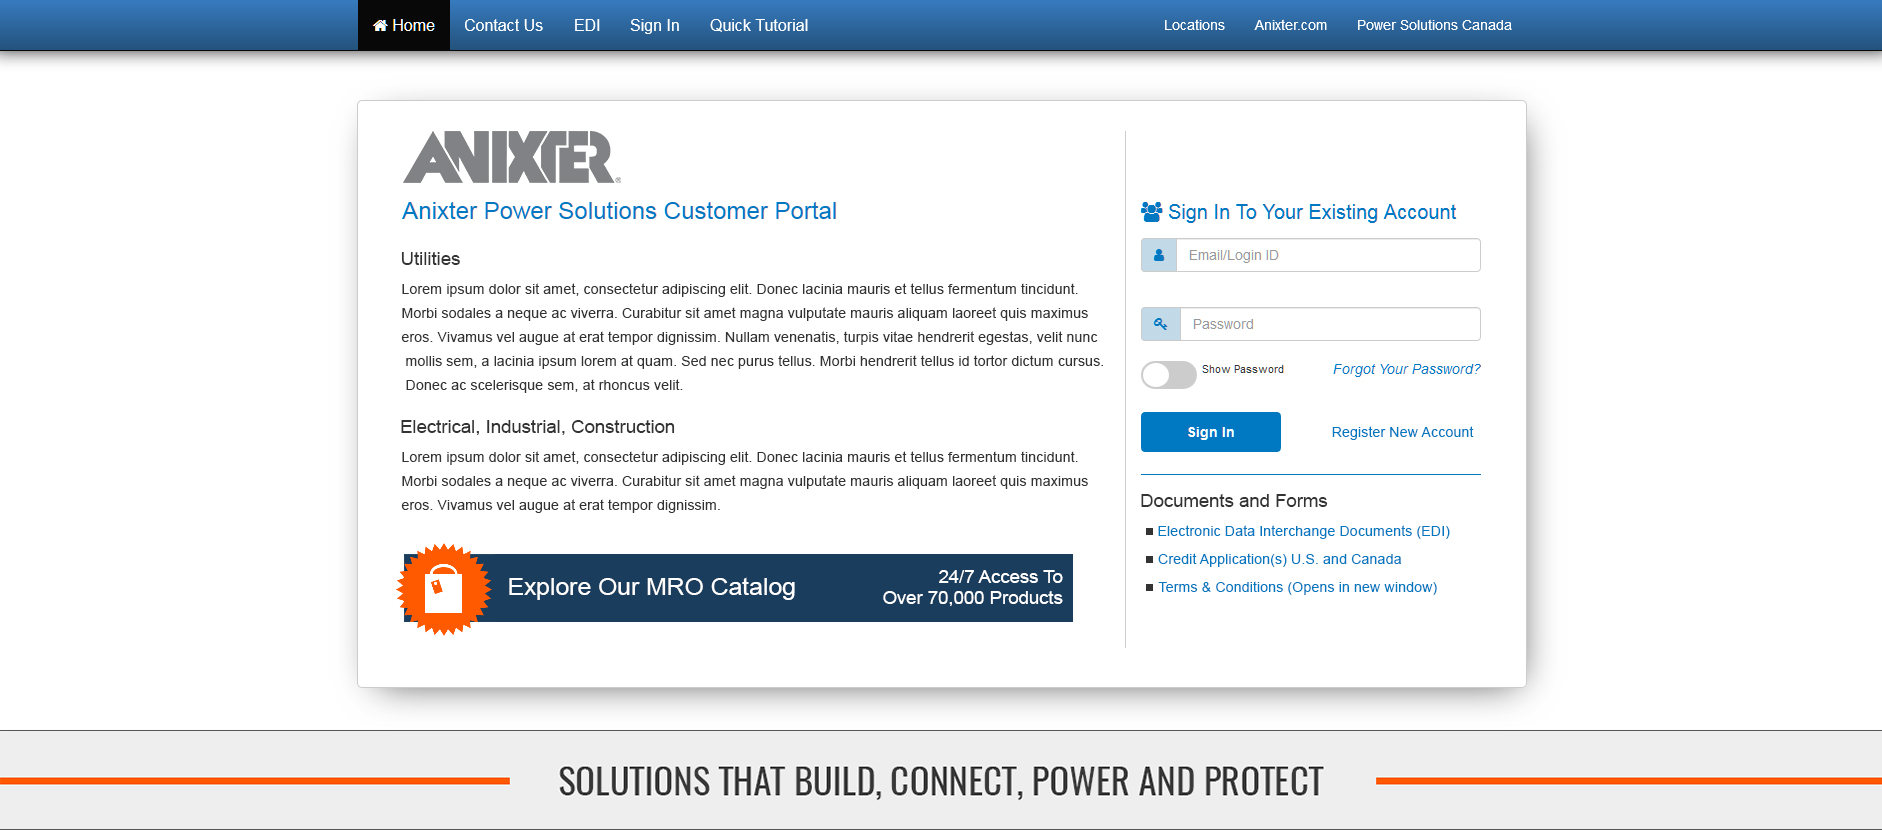 Home Contact Us EDI Sign In Quick Tutorial Locations Anixter.com Power Solutions Canada
ANIXTER®
Anixter Power Solutions Customer Portal
Utilities
Lorem ipsum dolor sit amet, consectetur adipiscing elit. Donec lacinia mauris et tellus fermentum tincidunt.
Morbi sodales a neque ac viverra. Curabitur sit amet magna vulputate mauris aliquam laoreet quis maximus
eros. Vivamus vel augue at erat tempor dignissim. Nullam venenatis, turpis vitae hendrerit egestas, velit nunc
mollis sem, a lacinia ipsum lorem at quam. Sed nec purus tellus. Morbi hendrerit tellus id tortor dictum cursus.
Donec ac scelerisque sem, at rhoncus velit.
Electrical, Industrial, Construction
Lorem ipsum dolor sit amet, consectetur adipiscing elit. Donec lacinia mauris et tellus fermentum tincidunt.
Morbi sodales a neque ac viverra. Curabitur sit amet magna vulputate mauris aliquam laoreet quis maximus
eros. Vivamus vel augue at erat tempor dignissim.
Explore Our MRO Catalog
24/7 Access To
Over 70,000 Products
Sign In To Your Existing Account
Email/Login ID
Password
Show Password
Forgot Your Password?
Sign In
Register New Account
Documents and Forms
Electronic Data Interchange Documents (EDI)
Credit Application(s) U.S. and Canada
Terms & Conditions (Opens in new window)
SOLUTIONS THAT BUILD, CONNECT, POWER AND PROTECT